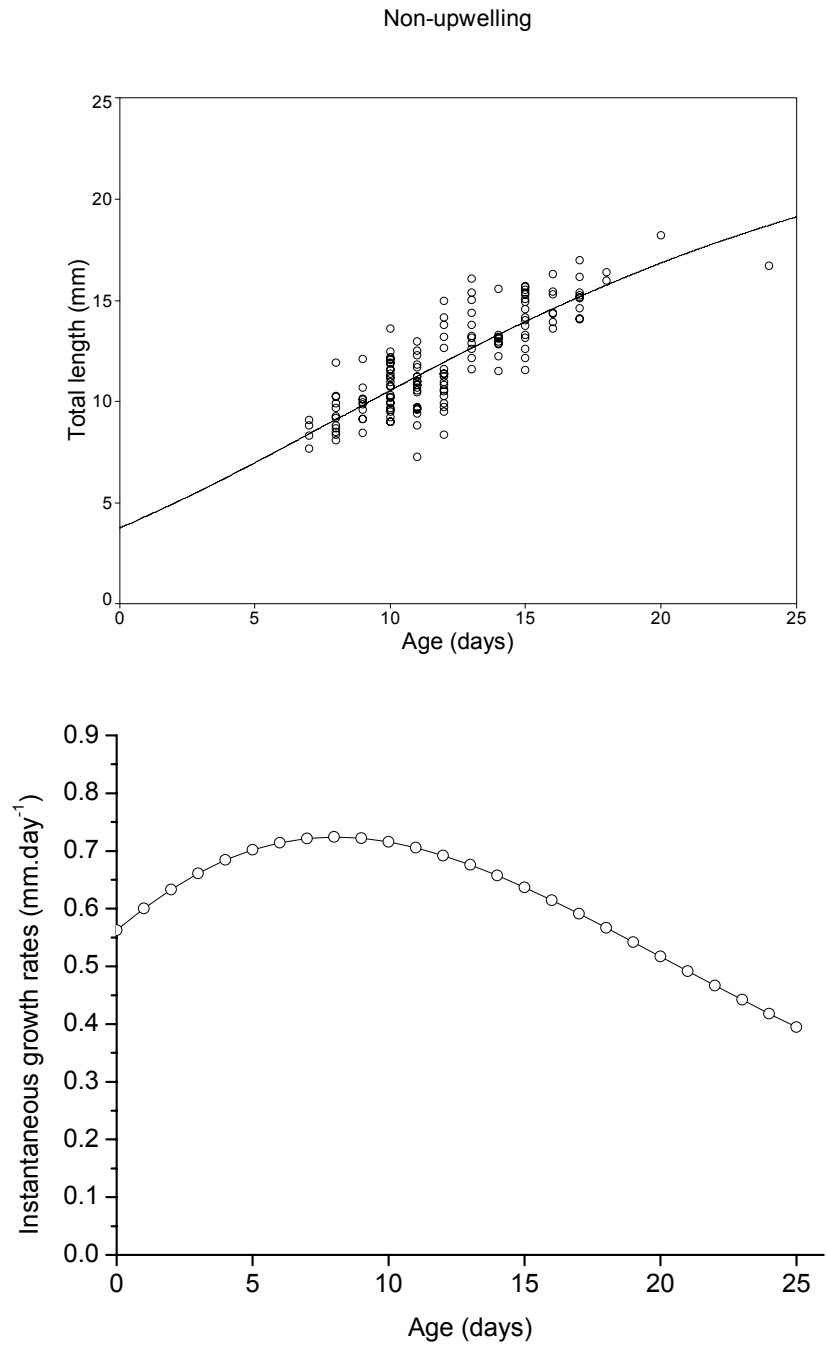 Non-upwelling
Total length (mm)
25
20
15
10
5
0
0 5 10 15 20 25
Age (days)
Instantaneous growth rates (mm.day⁻¹)
0.9
0.8
0.7
0.6
0.5
0.4
0.3
0.2
0.1
0.0
0 5 10 15 20 25
Age (days)